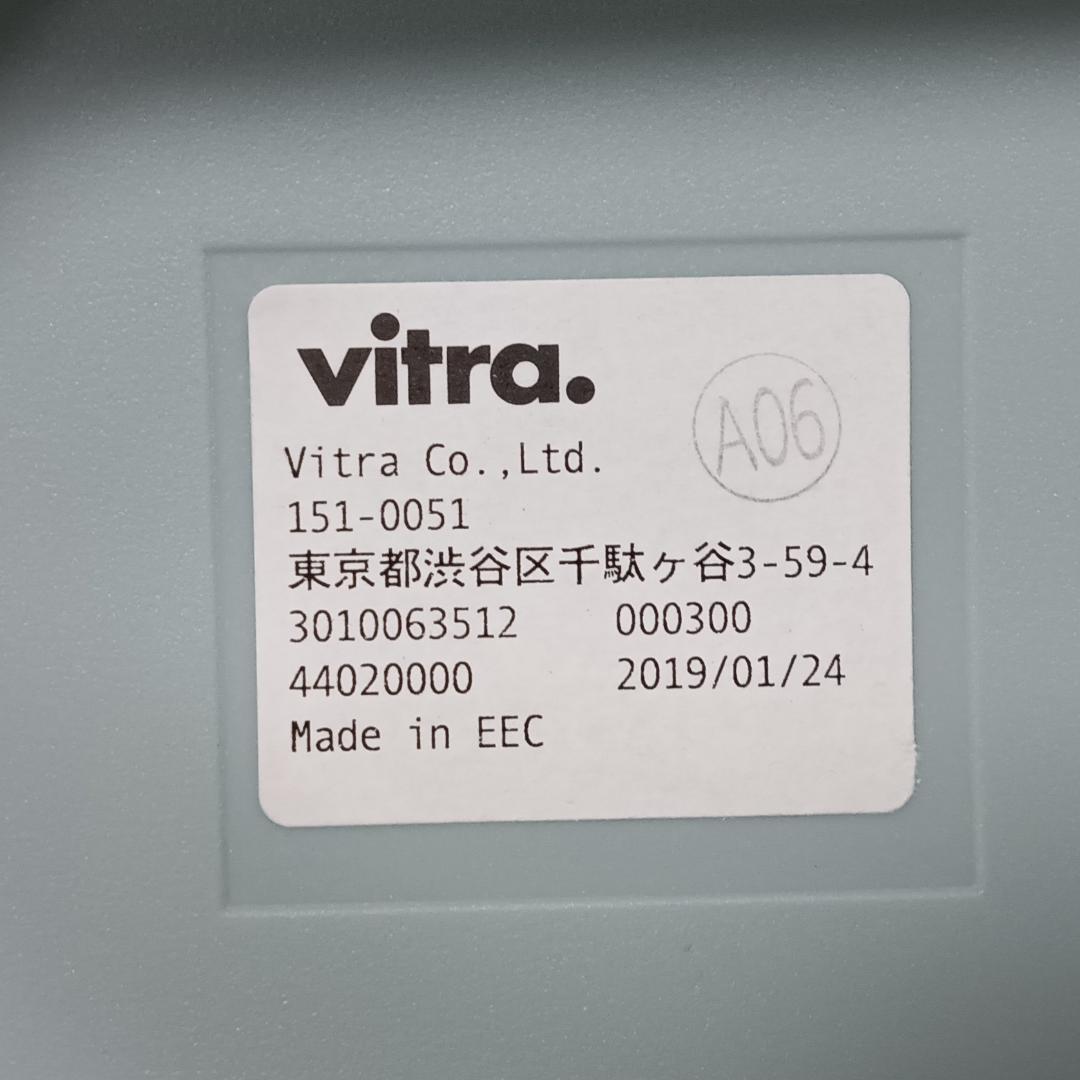 vitra.
A06
Vitra Co.,Ltd.
151-0051
東京都渋谷区千駄ヶ谷3-59-4
3010063512 000300
44020000 2019/01/24
Made in EEC